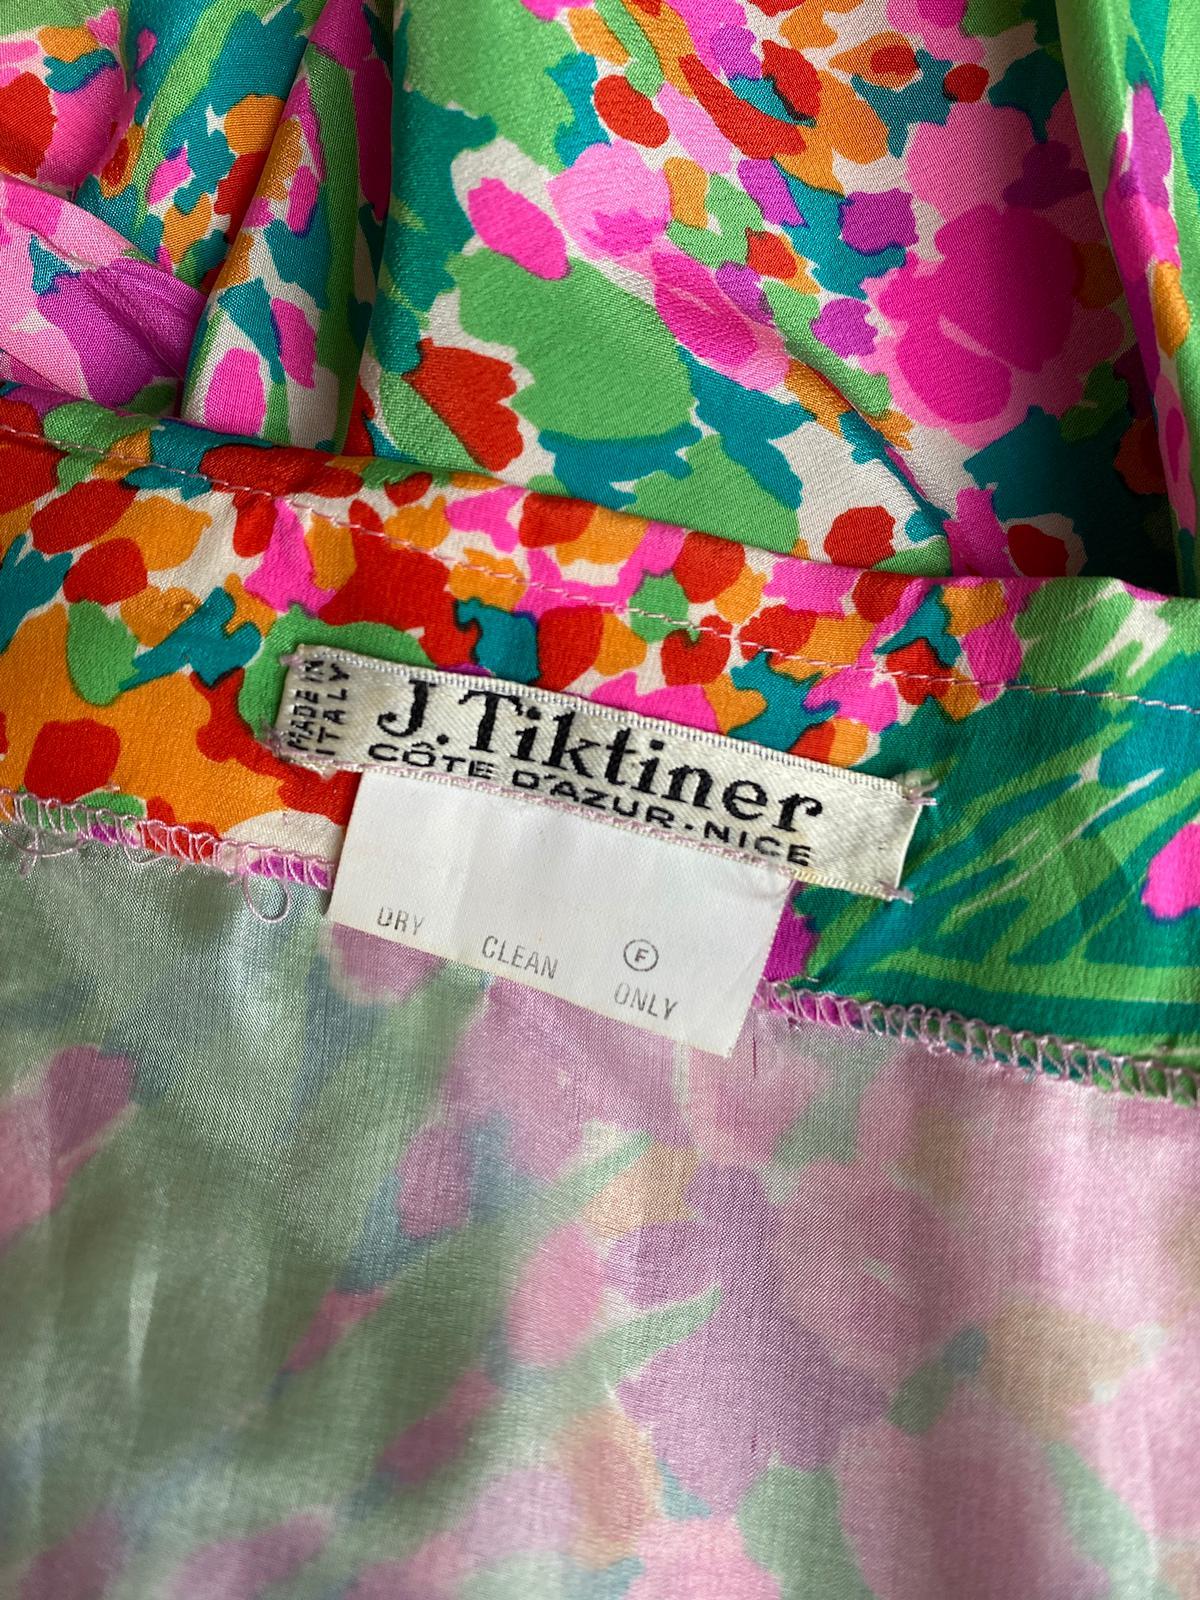 MADE IN
ITALY
J.Tiktiner
CÔTE D'AZUR·NICE
DRY CLEAN ONLY
F